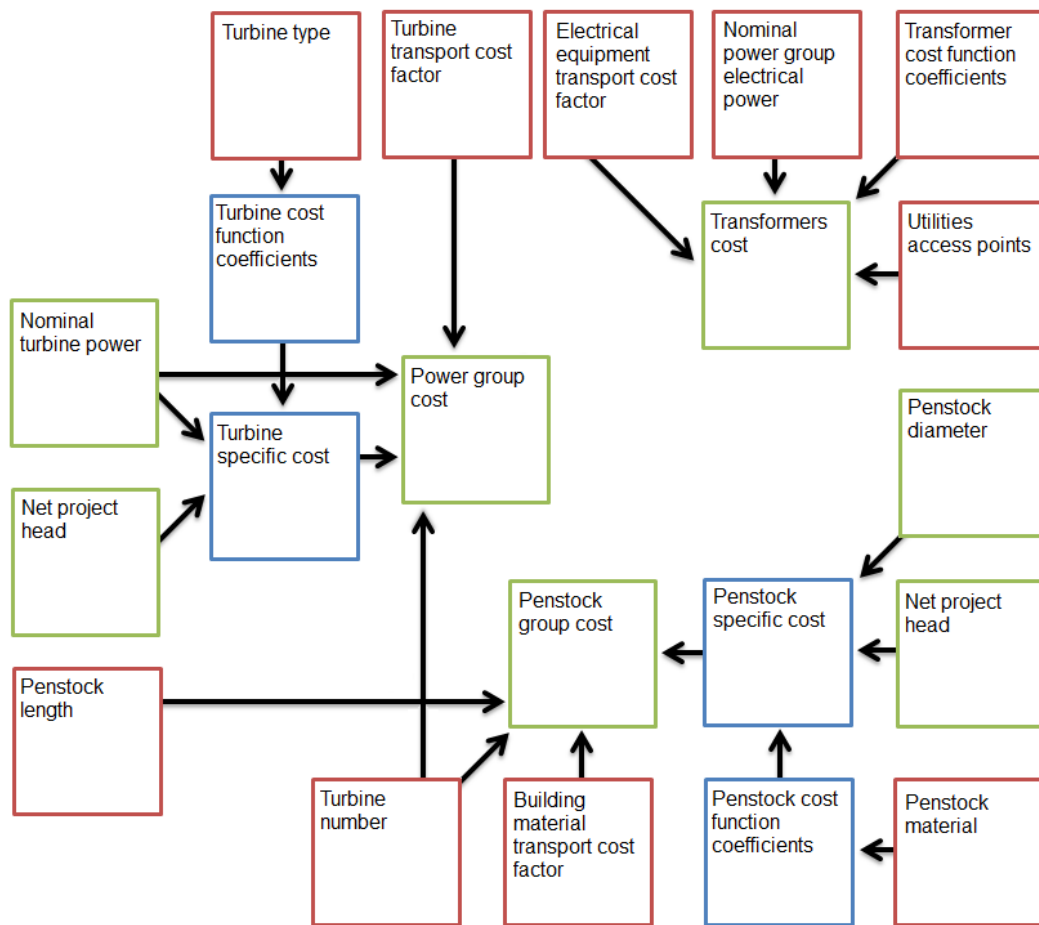 Turbine type
Turbine
transport cost
factor
Electrical
equipment
transport cost
factor
Nominal
power group
electrical
power
Transformer
cost function
coefficients
Turbine cost
function
coefficients
Transformers
cost
Utilities
access points
Nominal
turbine power
Power group
cost
Turbine
specific cost
Penstock
diameter
Net project
head
Penstock
group cost
Penstock
specific cost
Net project
head
Penstock
length
Turbine
number
Building
material
transport cost
factor
Penstock cost
function
coefficients
Penstock
material